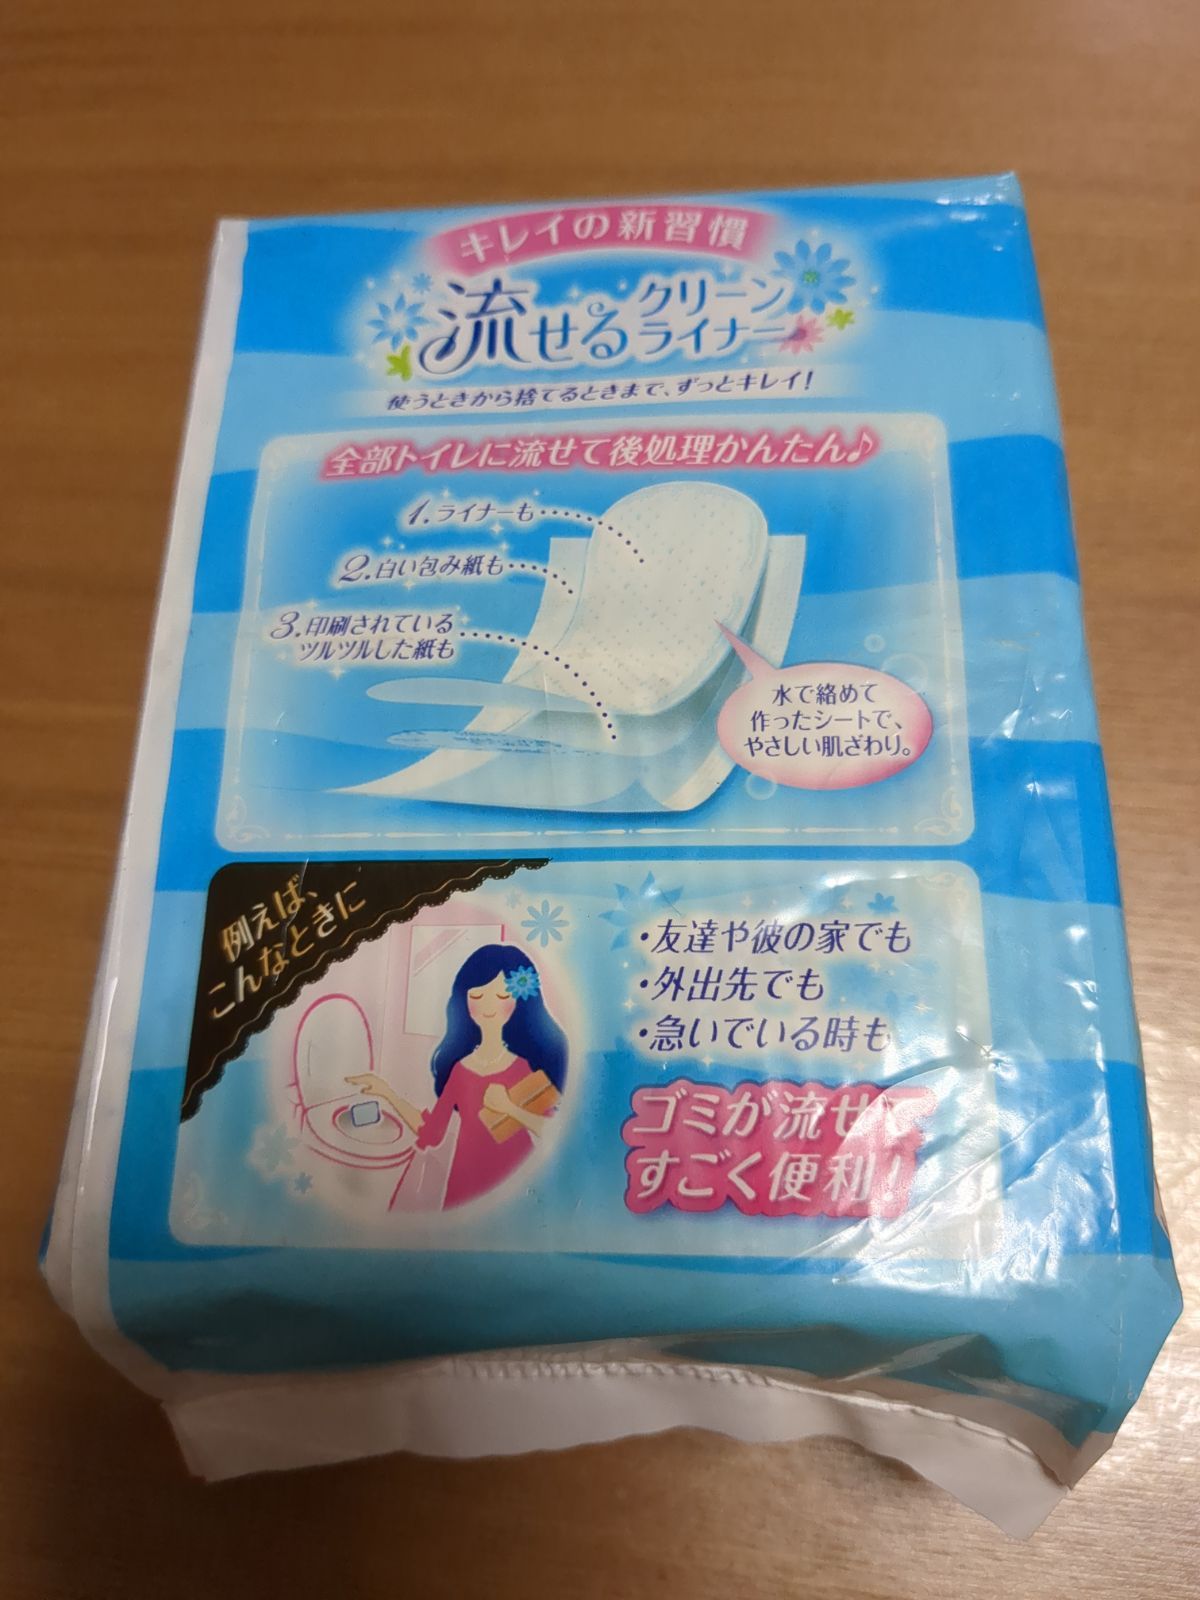 キレイの新習慣
流せるクリーン
ライナー
使うときから捨てるときまで、ずっとキレイ!
全部トイレに流せて後処理かんたん♪
1.ライナーも
2.白い包み紙も
3.印刷されている
ツルツルした紙も
水で絡めて
作ったシートで、
やさしい肌ざわり。
例えば、
こんなときに
・友達や彼の家でも
・外出先でも
・急いでいる時も
ゴミが流せて
すごく便利!